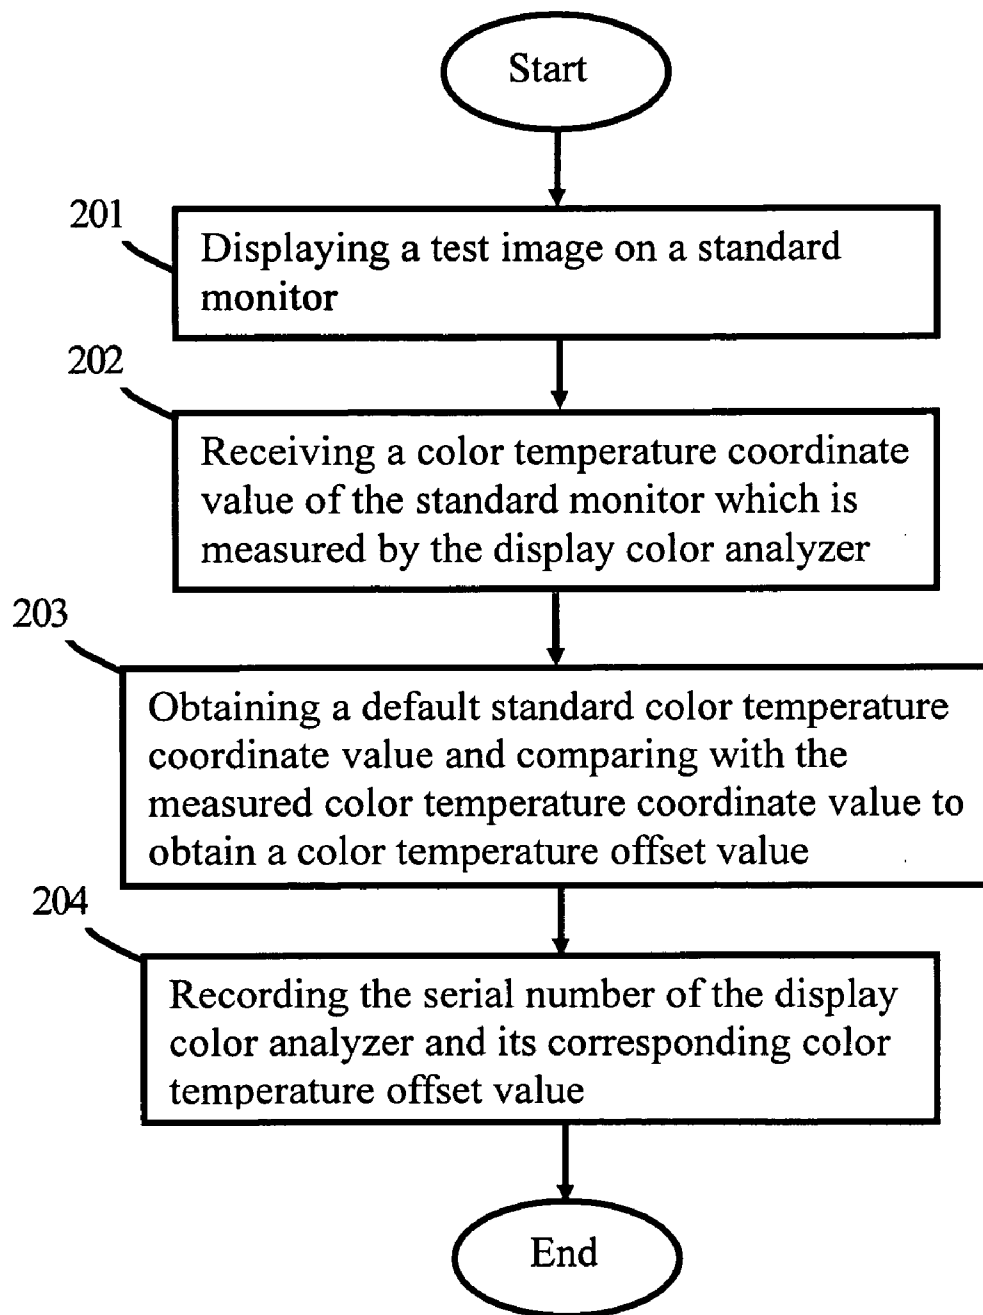 Start
201
Displaying a test image on a standard
monitor
202
Receiving a color temperature coordinate
value of the standard monitor which is
measured by the display color analyzer
203
Obtaining a default standard color temperature
coordinate value and comparing with the
measured color temperature coordinate value to
obtain a color temperature offset value
204
Recording the serial number of the display
color analyzer and its corresponding color
temperature offset value
End